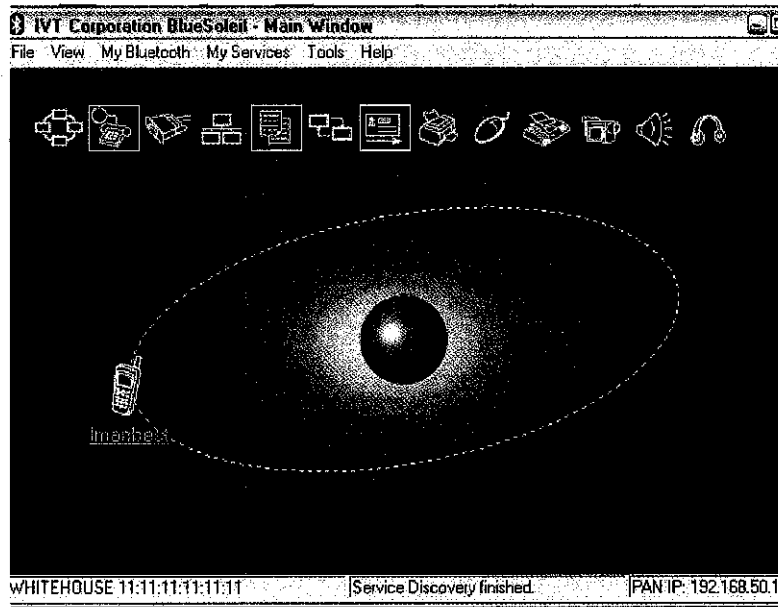 IVT Corporation BlueSoleil - Main Window
File View My Bluetooth My Services Tools Help
WHITEHOUSE 11:11:11:11:11:11 Service Discovery finished. PAN IP: 192.168.50.1